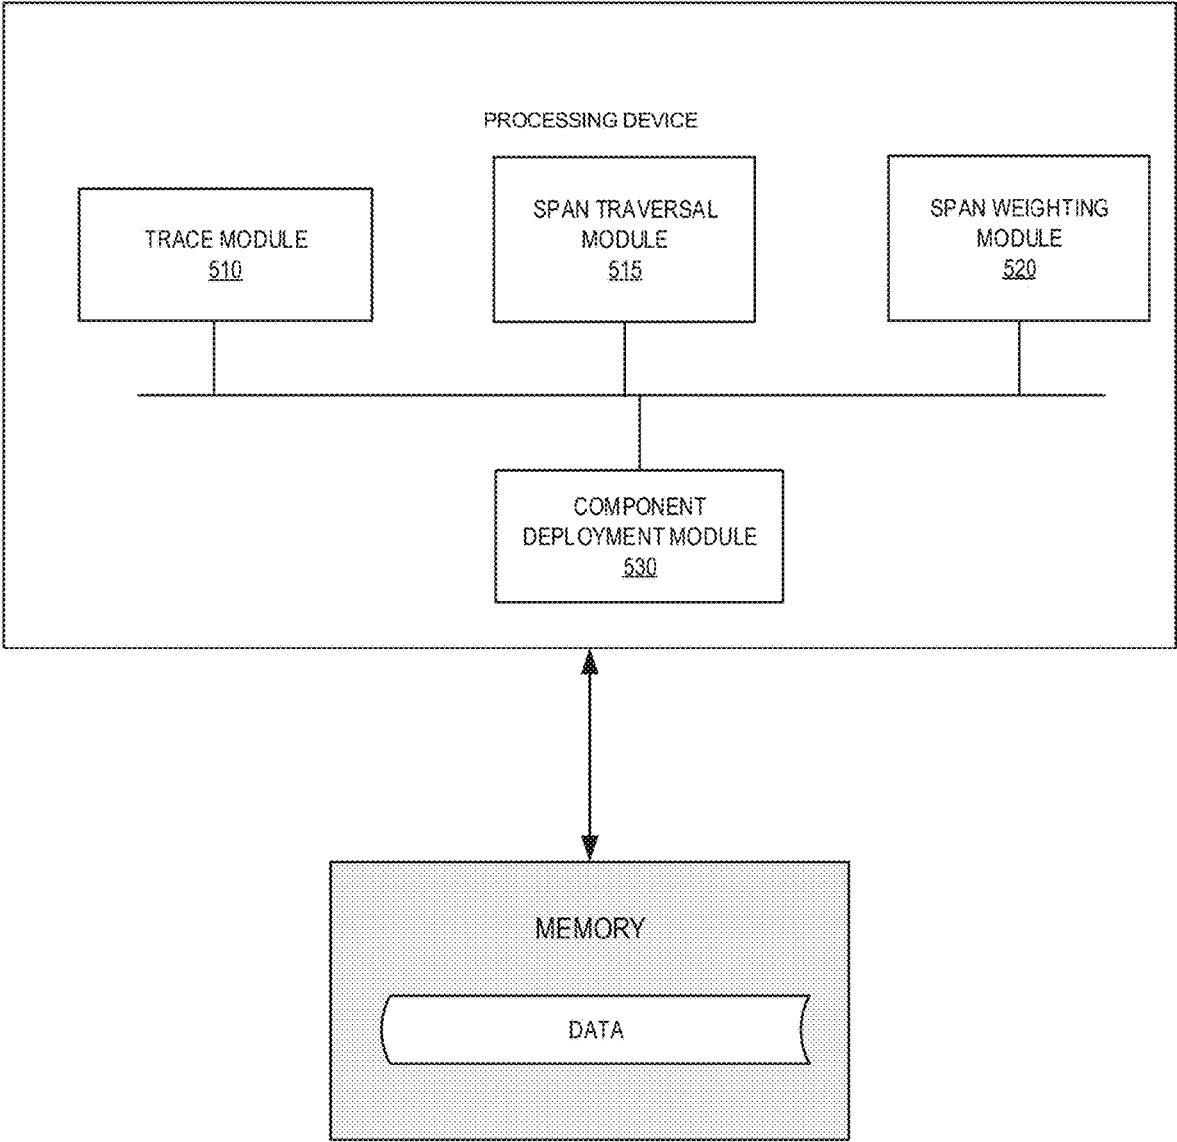 PROCESSING DEVICE
TRACE MODULE
510
SPAN TRAVERSAL
MODULE
515
SPAN WEIGHTING
MODULE
520
COMPONENT
DEPLOYMENT MODULE
530
MEMORY
DATA